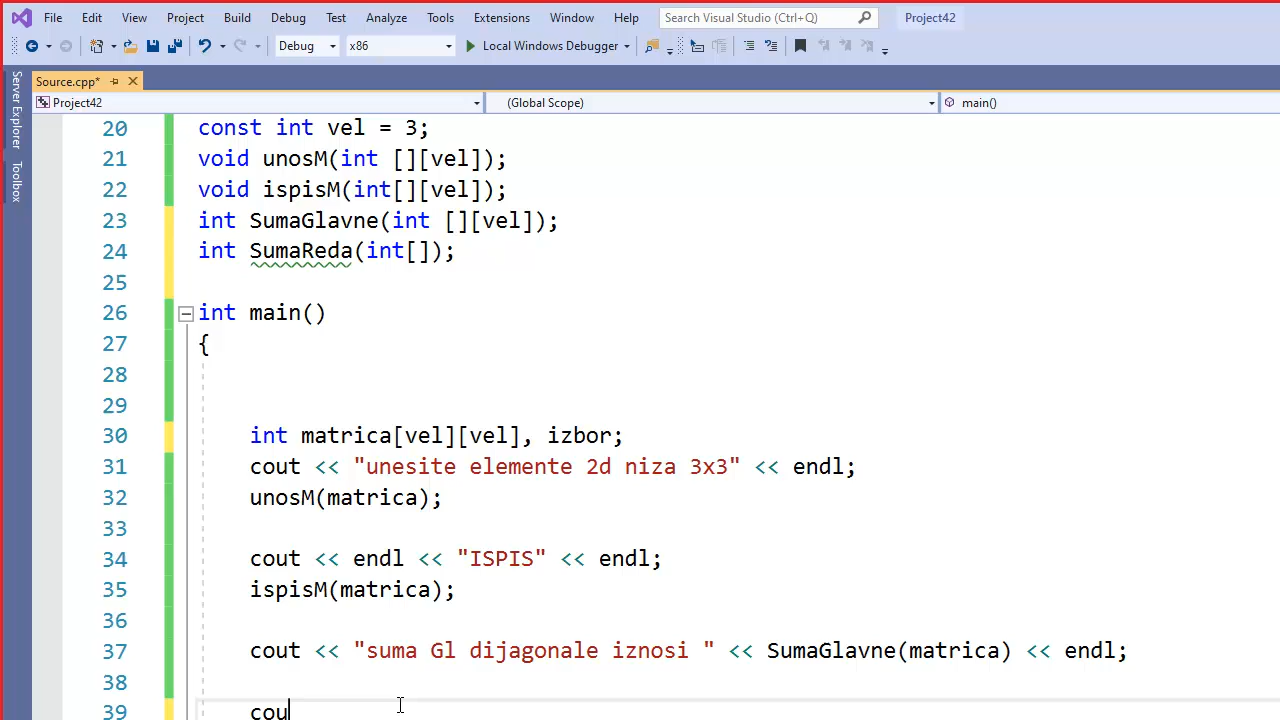 File Edit View Project Build Debug Test Analyze Tools Extensions Window Help Search Visual Studio (Ctrl+Q) Project42
Debug x86 Local Windows Debugger
Server Explorer
Toolbox
Source.cpp*
Project42 (Global Scope) main()
20 const int vel = 3;
21 void unosM(int [][vel]);
22 void ispisM(int[][vel]);
23 int SumaGlavne(int [][vel]);
24 int SumaReda(int[]);
25
26 int main()
27 {
28
29
30 int matrica[vel][vel], izbor;
31 cout << "unesite elemente 2d niza 3x3" << endl;
32 unosM(matrica);
33
34 cout << endl << "ISPIS" << endl;
35 ispisM(matrica);
36
37 cout << "suma Gl dijagonale iznosi " << SumaGlavne(matrica) << endl;
38
39 cou